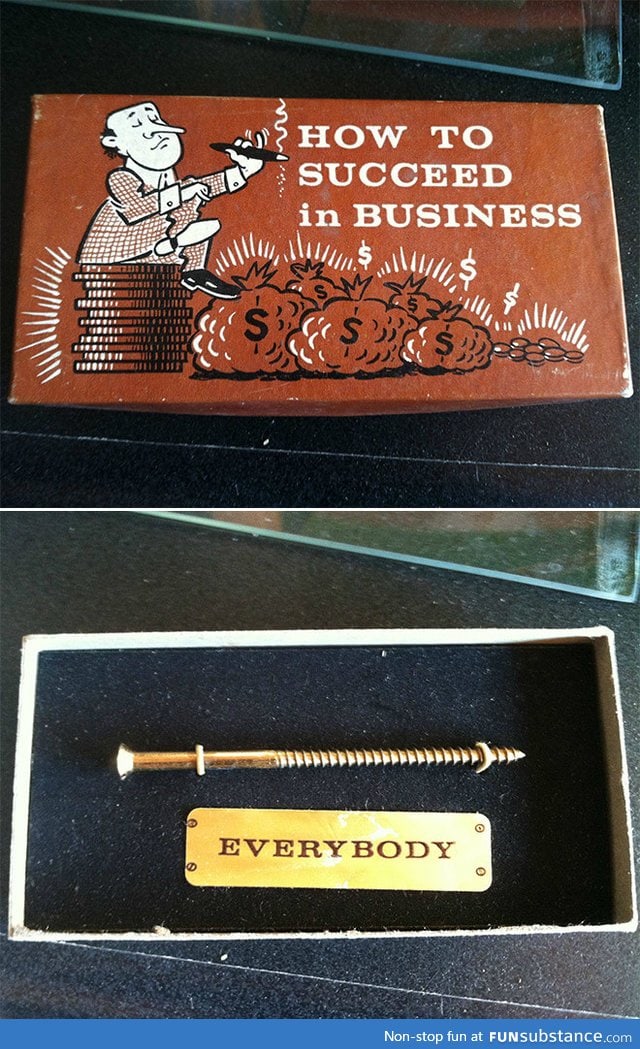 HOW TO
SUCCEED
in BUSINESS
$
$
$
$
$
$
$
$
EVERYBODY
Non-stop fun at FUNsubstance.com